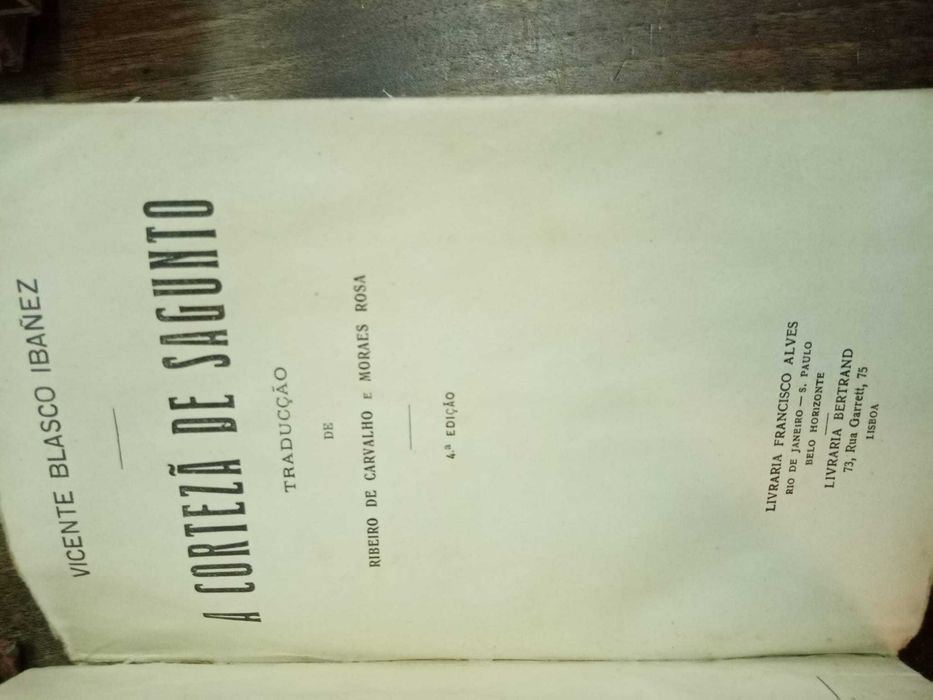 VICENTE BLASCO IBAÑEZ
A CORTEZÃ DE SAGUNTO
TRADUCÇÃO
DE
RIBEIRO DE CARVALHO E MORAES ROSA
4.ª EDIÇÃO
LIVRARIA FRANCISCO ALVES
RIO DE JANEIRO — S. PAULO
BELO HORIZONTE
LIVRARIA BERTRAND
73, Rua Garrett, 75
LISBOA